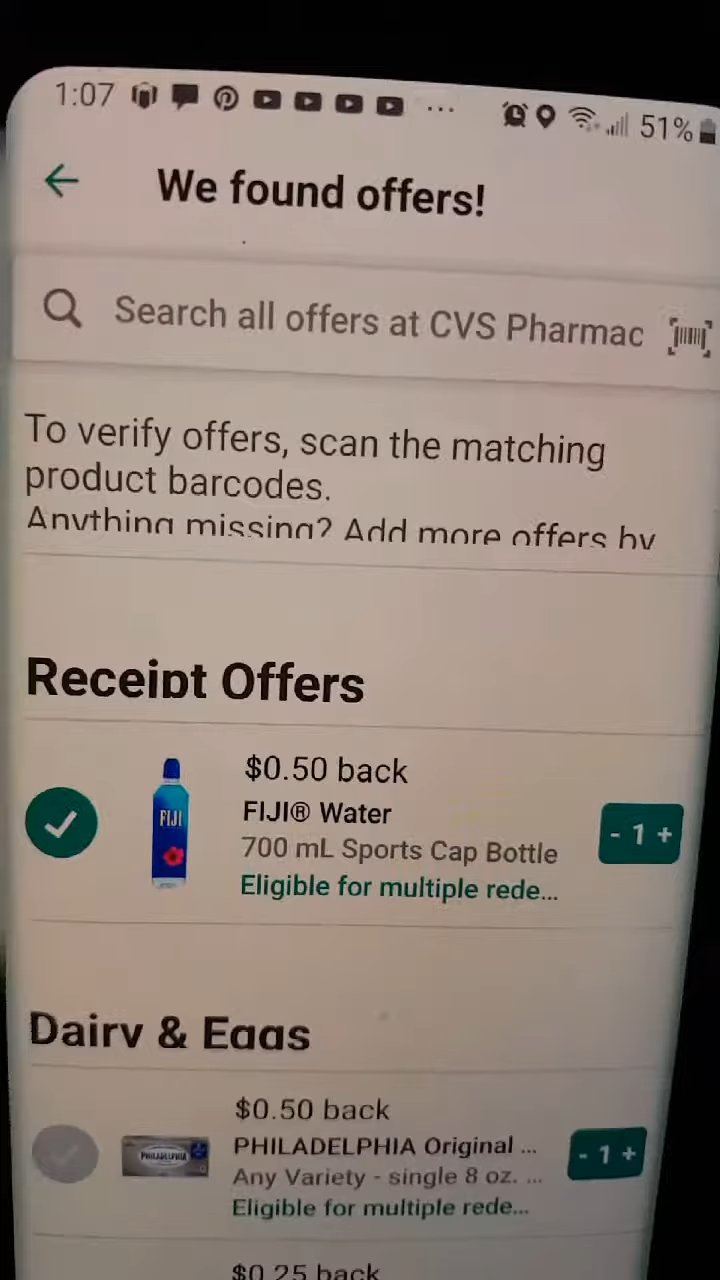 1:07 ... 51%
We found offers!
Search all offers at CVS Pharmac
To verify offers, scan the matching
product barcodes.
Anything missing? Add more offers by
Receipt Offers
$0.50 back
FIJI® Water
FIJI
700 mL Sports Cap Bottle
- 1 +
Eligible for multiple rede...
Dairy & Eggs
$0.50 back
PHILADELPHIA Original ...
PHILADELPHIA
Any Variety - single 8 oz. ...
- 1 +
Eligible for multiple rede...
$0.25 back